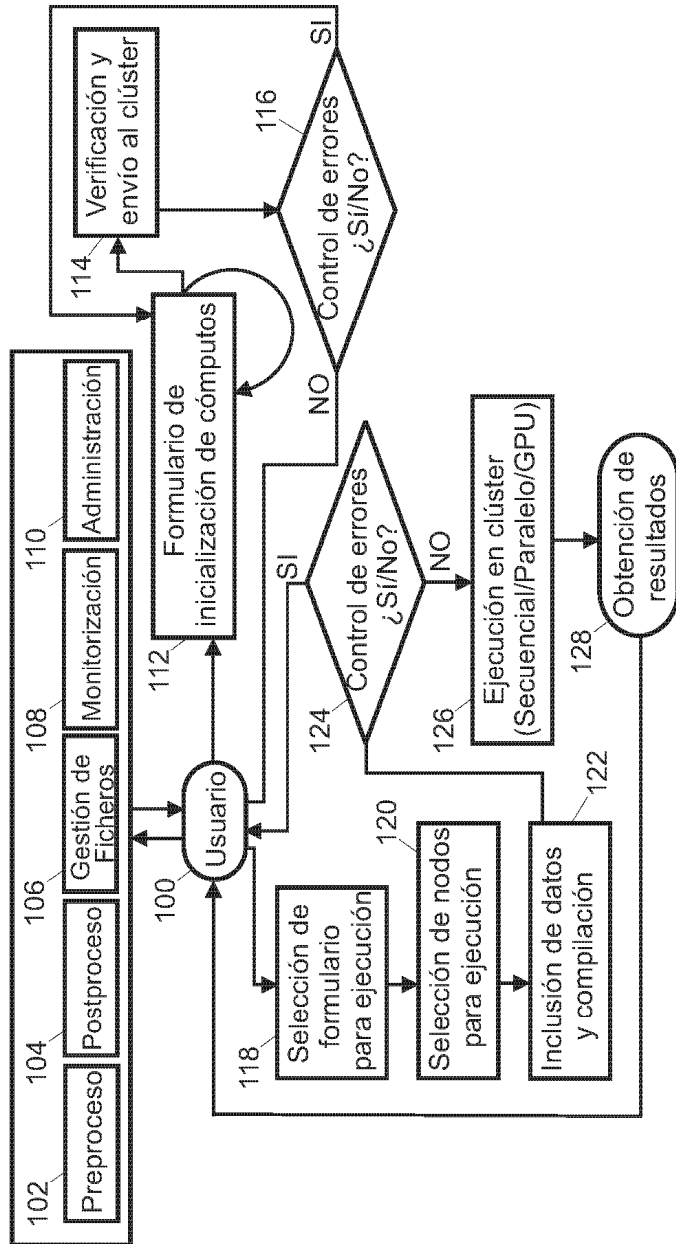 102
Preproceso
104
Postproceso
106
Gestión de
Ficheros
108
Monitorización
110
Administración
100
Usuario
112
Formulario de
inicialización de cómputos
114
Verificación y
envío al clúster
116
Control de errores
¿Sí/No?
SI
NO
118
Selección de
formulario
para ejecución
120
Selección de nodos
para ejecución
122
Inclusión de datos
y compilación
124
Control de errores
¿Sí/No?
SI
NO
126
Ejecución en clúster
(Secuencial/Paralelo/GPU)
128
Obtención de
resultados